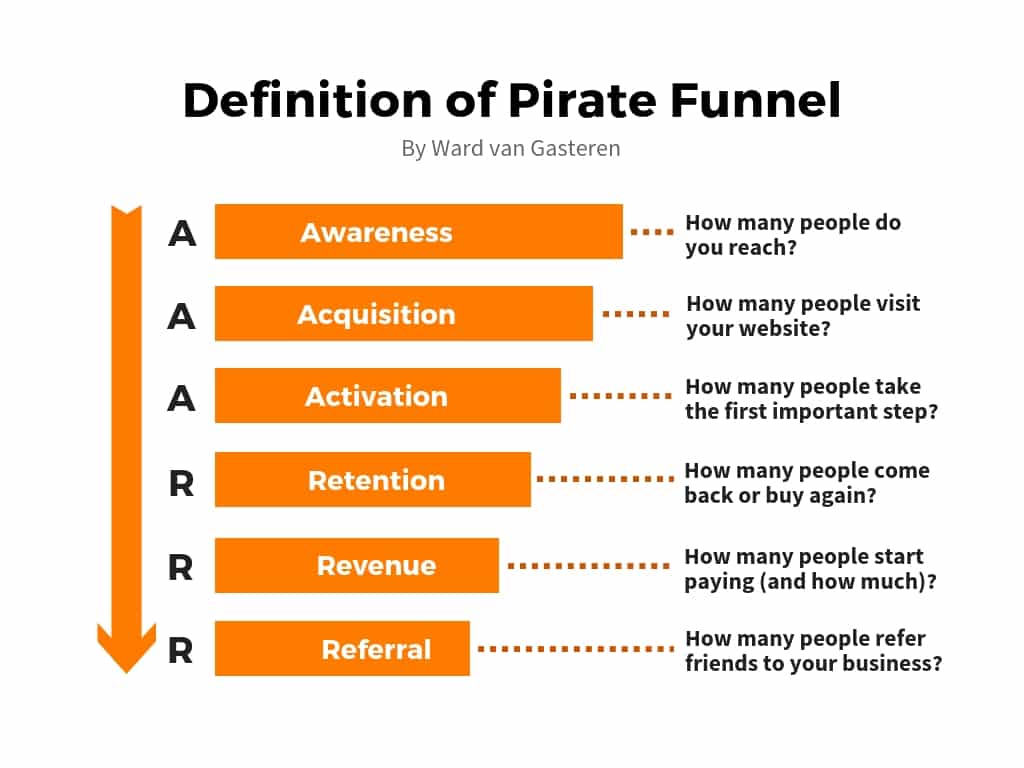 Definition of Pirate Funnel
By Ward van Gasteren
A Awareness How many people do
you reach?
A Acquisition How many people visit
your website?
A Activation How many people take
the first important step?
R Retention How many people come
back or buy again?
R Revenue How many people start
paying (and how much)?
R Referral How many people refer
friends to your business?